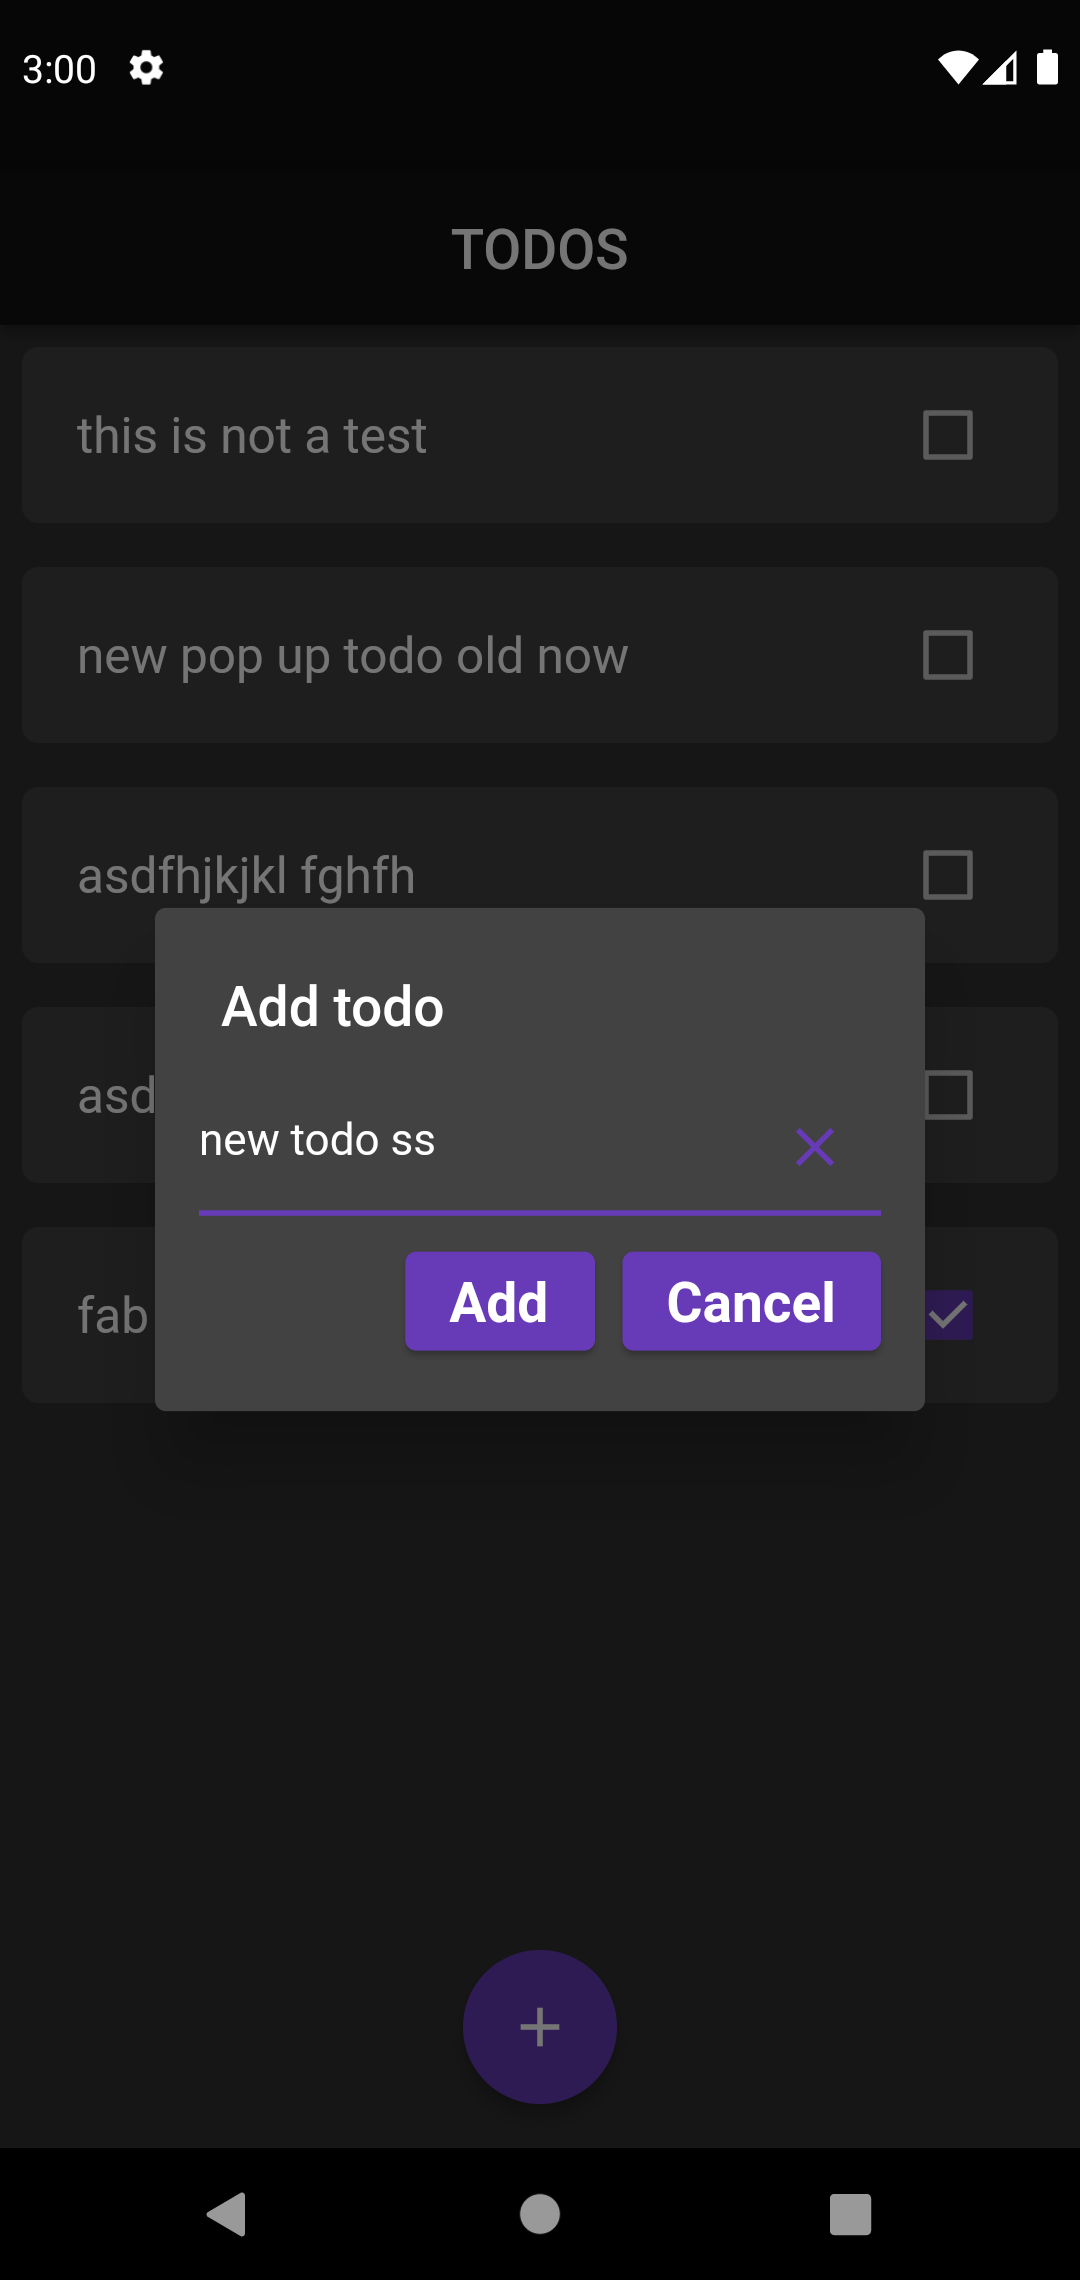 3:00
TODOS
this is not a test
new pop up todo old now
asdfhjkjkl fghfh
Add todo
asd
new todo ss
Add
Cancel
fab